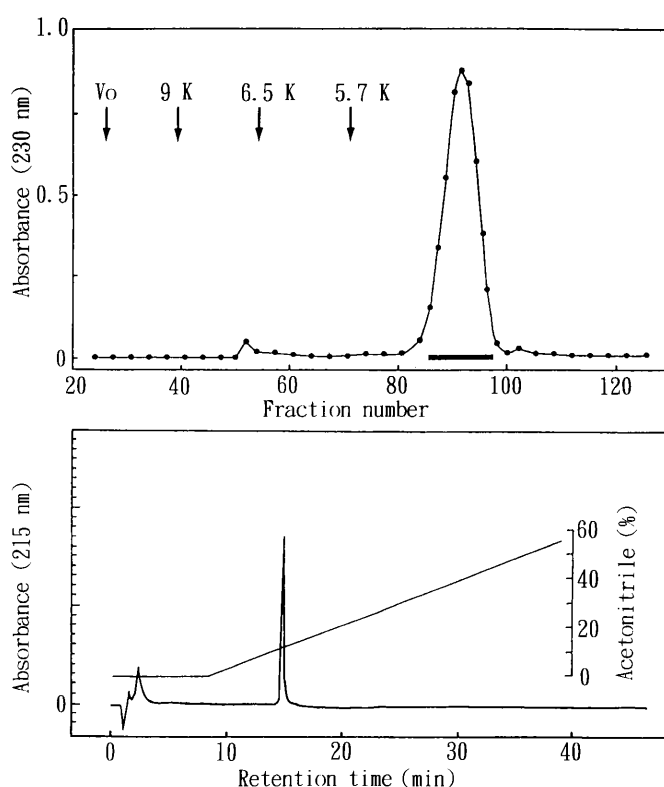 1.0
Vo 9 K 6.5 K 5.7 K
0.5
0
Absorbance (230 nm)
20 40 60 80 100 120
Fraction number
Absorbance (215 nm)
0
60
40
20
0
Acetonitrile (%)
0 10 20 30 40
Retention time (min)